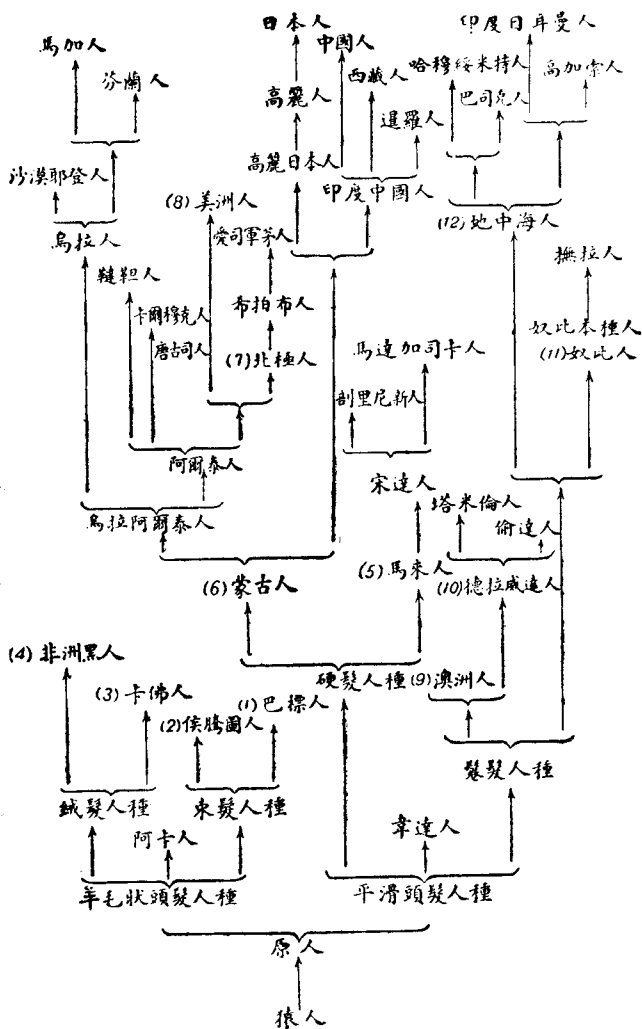 日本人
中國人
印度日耳曼人
馬加人
芬蘭人
西藏人
哈穆綏米特人
高加索人
高麗人
巴司克人
暹羅人
沙漠耶登人
高麗日本人
印度中國人
(8)美洲人
愛司軍茅人
(12)地中海人
烏拉人
撫拉人
韃靼人
卡爾穆克人
希拍布人
奴比本種人
唐古司人
(7)北極人
馬達加司卡人
(11)奴比人
剖里尼新人
阿爾泰人
宋達人
塔米倫人
烏拉阿爾泰人
偷達人
(6)蒙古人
(5)馬來人
(10)德拉威達人
(4)非洲黑人
(3)卡佛人
(1)巴標人
硬髮人種
(9)澳洲人
(2)侯騰圖人
鬈髮人種
絨髮人種
束髮人種
阿卡人
韋達人
羊毛狀頭髮人種
平滑頭髮人種
原人
猿人